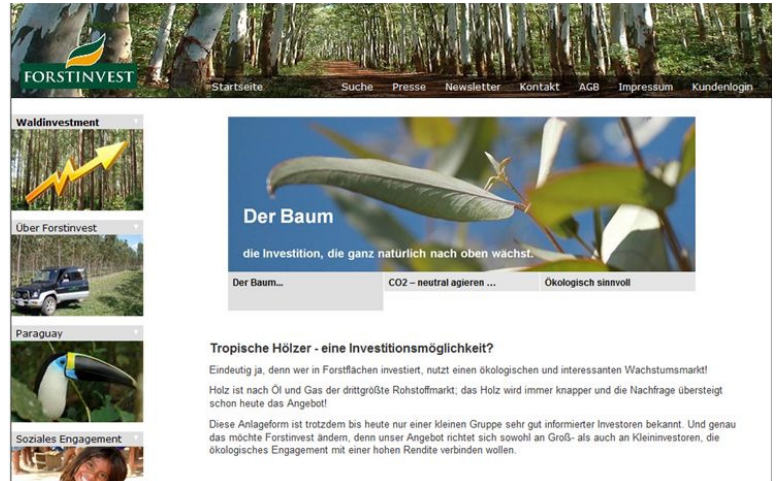 FORSTINVEST
Startseite Suche Presse Newsletter Kontakt AGB Impressum Kundenlogin
Waldinvestment
Über Forstinvest
Paraguay
Soziales Engagement
Der Baum
die Investition, die ganz natürlich nach oben wächst.
Der Baum... CO2 – neutral agieren ... Ökologisch sinnvoll
Tropische Hölzer - eine Investitionsmöglichkeit?
Eindeutig ja, denn wer in Forstflächen investiert, nutzt einen ökologischen und interessanten Wachstumsmarkt!
Holz ist nach Öl und Gas der drittgrößte Rohstoffmarkt; das Holz wird immer knapper und die Nachfrage übersteigt
schon heute das Angebot!
Diese Anlageform ist trotzdem bis heute nur einer kleinen Gruppe sehr gut informierter Investoren bekannt. Und genau
das möchte Forstinvest ändern, denn unser Angebot richtet sich sowohl an Groß- als auch an Kleininvestoren, die
ökologisches Engagement mit einer hohen Rendite verbinden wollen.